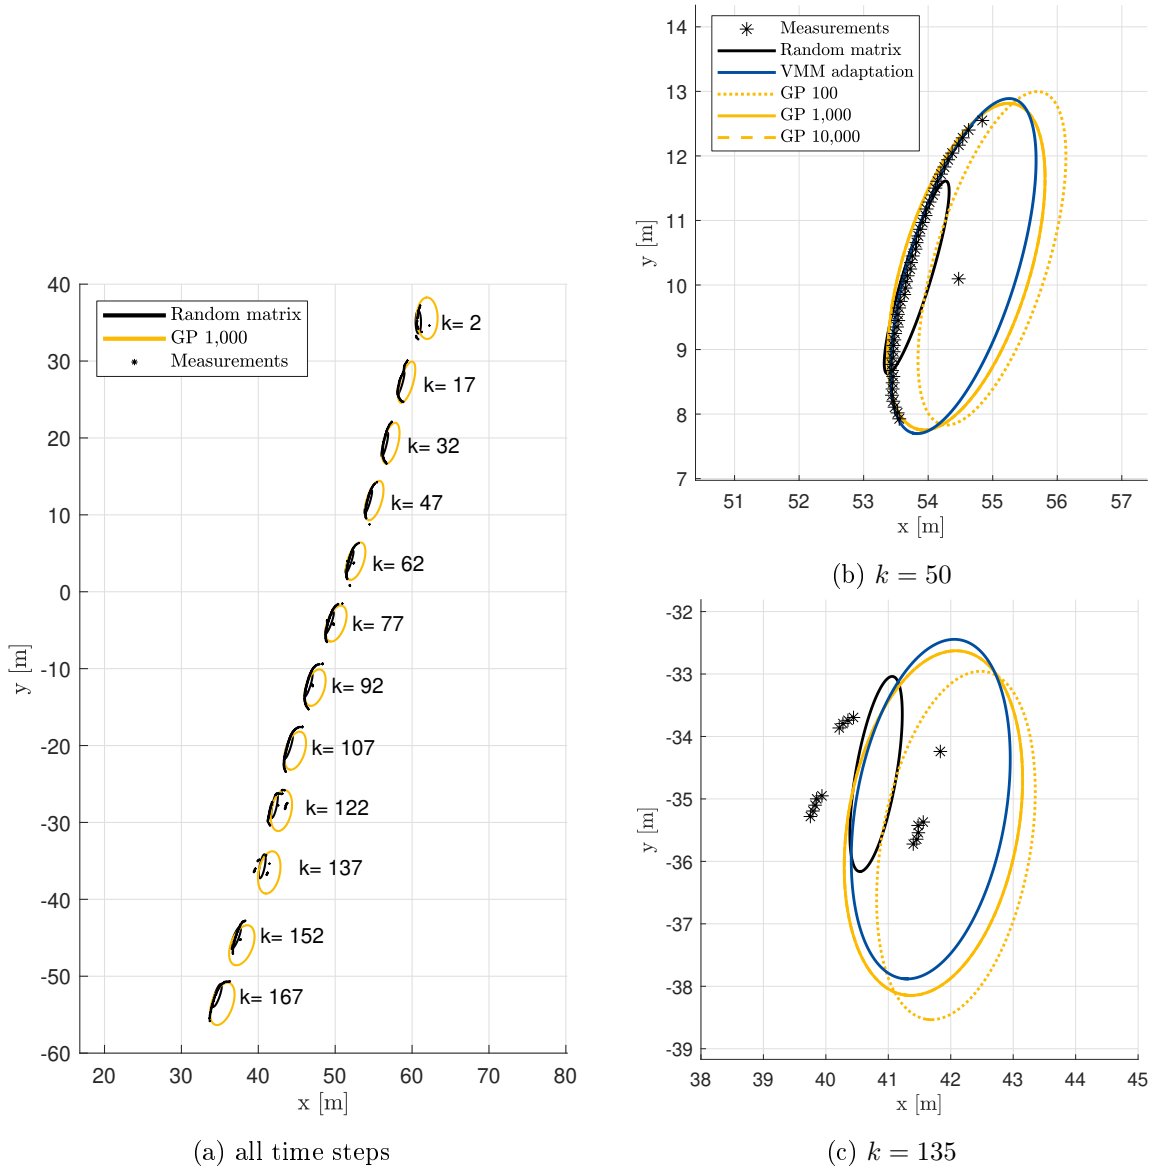 Measurements
Random matrix
VMM adaptation
GP 100
GP 1,000
GP 10,000
14
13
12
11
10
9
8
7
y [m]
51 52 53 54 55 56 57
x [m]
(b) k = 50
Random matrix
GP 1,000
Measurements
40
30
20
10
0
-10
-20
-30
-40
-50
-60
y [m]
k= 2
k= 17
k= 32
k= 47
k= 62
k= 77
k= 92
k= 107
k= 122
k= 137
k= 152
k= 167
20 30 40 50 60 70 80
x [m]
(a) all time steps
-32
-33
-34
-35
-36
-37
-38
-39
y [m]
38 39 40 41 42 43 44 45
x [m]
(c) k = 135